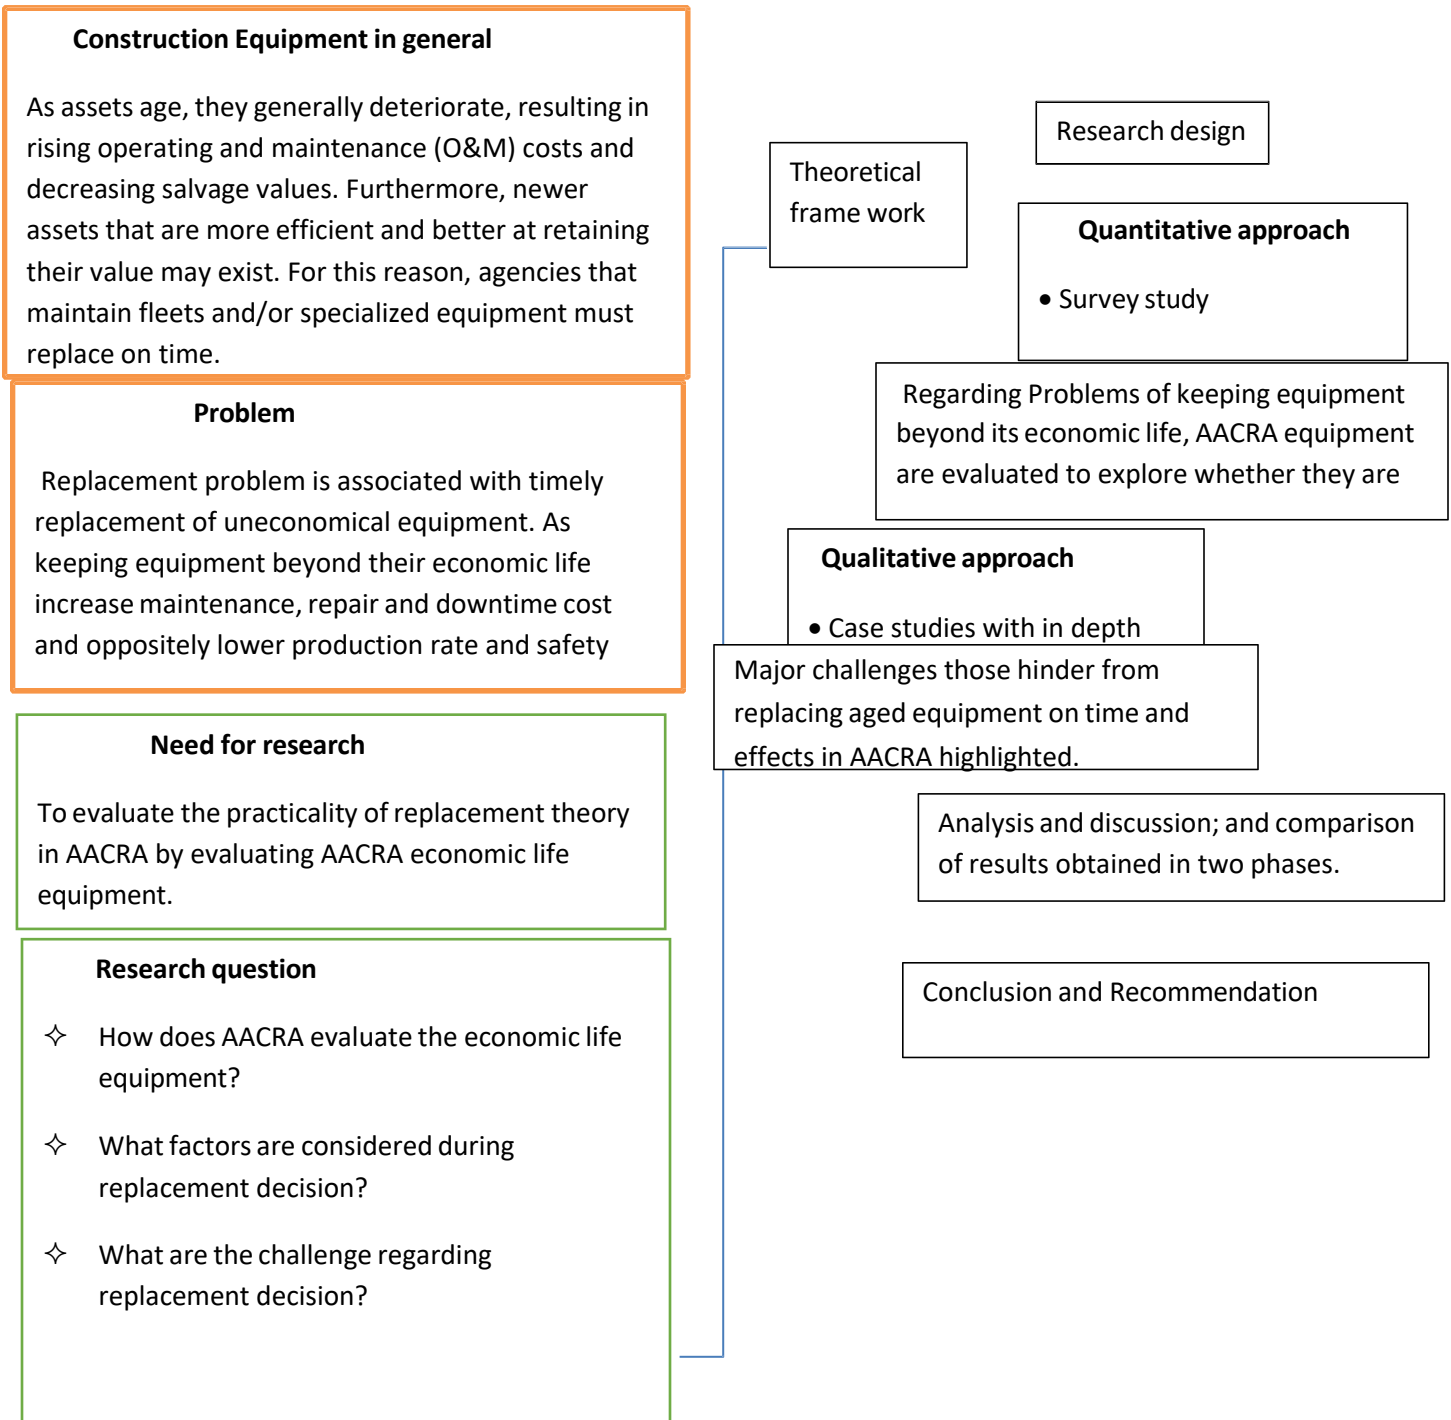 Construction Equipment in general
As assets age, they generally deteriorate, resulting in
rising operating and maintenance (O&M) costs and
decreasing salvage values. Furthermore, newer
assets that are more efficient and better at retaining
their value may exist. For this reason, agencies that
maintain fleets and/or specialized equipment must
replace on time.
Problem
Replacement problem is associated with timely
replacement of uneconomical equipment. As
keeping equipment beyond their economic life
increase maintenance, repair and downtime cost
and oppositely lower production rate and safety
Need for research
To evaluate the practicality of replacement theory
in AACRA by evaluating AACRA economic life
equipment.
Research question
✧ How does AACRA evaluate the economic life
equipment?
✧ What factors are considered during
replacement decision?
✧ What are the challenge regarding
replacement decision?
Theoretical
frame work
Research design
Quantitative approach
• Survey study
Regarding Problems of keeping equipment
beyond its economic life, AACRA equipment
are evaluated to explore whether they are
Qualitative approach
• Case studies with in depth
Major challenges those hinder from
replacing aged equipment on time and
effects in AACRA highlighted.
Analysis and discussion; and comparison
of results obtained in two phases.
Conclusion and Recommendation